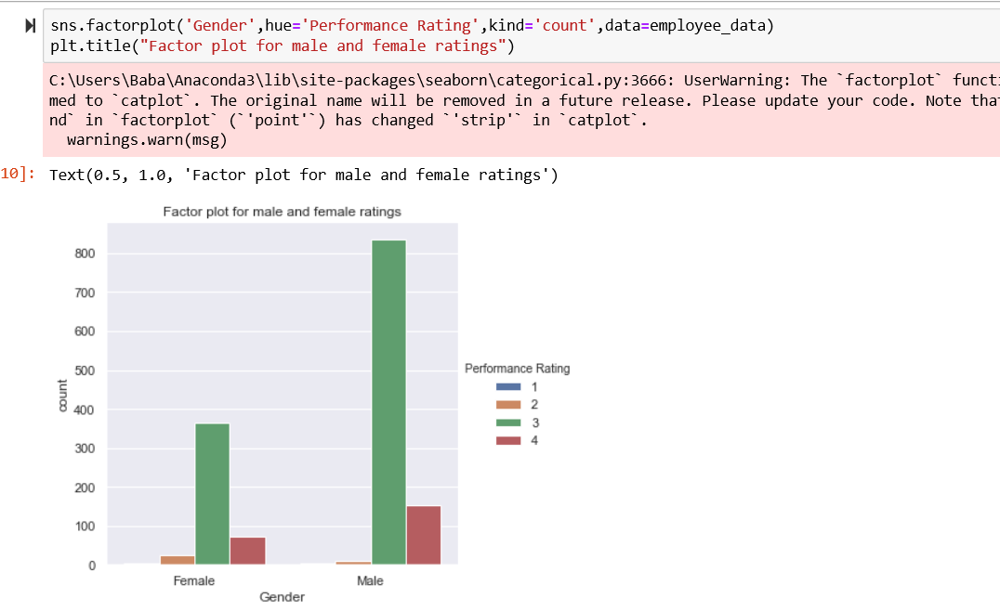 sns.factorplot('Gender',hue='Performance Rating',kind='count',data=employee_data)
plt.title("Factor plot for male and female ratings")
C:\Users\Baba\Anaconda3\lib\site-packages\seaborn\categorical.py:3666: UserWarning: The `factorplot` functi
med to `catplot`. The original name will be removed in a future release. Please update your code. Note tha
nd` in `factorplot` (`'point'`) has changed `'strip'` in `catplot`.
warnings.warn(msg)
10]: Text(0.5, 1.0, 'Factor plot for male and female ratings')
Factor plot for male and female ratings
800
700
600
500
400
300
200
100
0
count
Female Male
Gender
Performance Rating
1
2
3
4